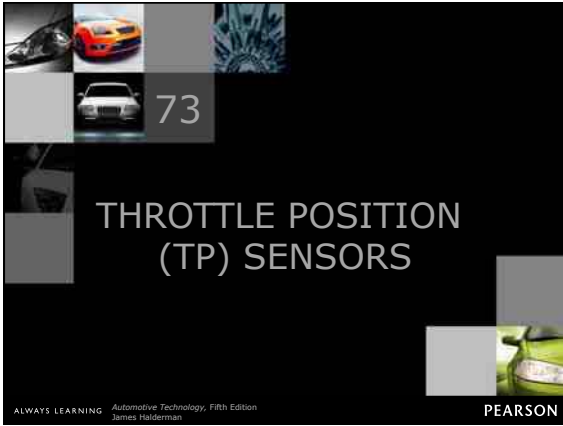 73
THROTTLE POSITION
(TP) SENSORS
ALWAYS LEARNING
Automotive Technology, Fifth Edition
James Halderman
PEARSON